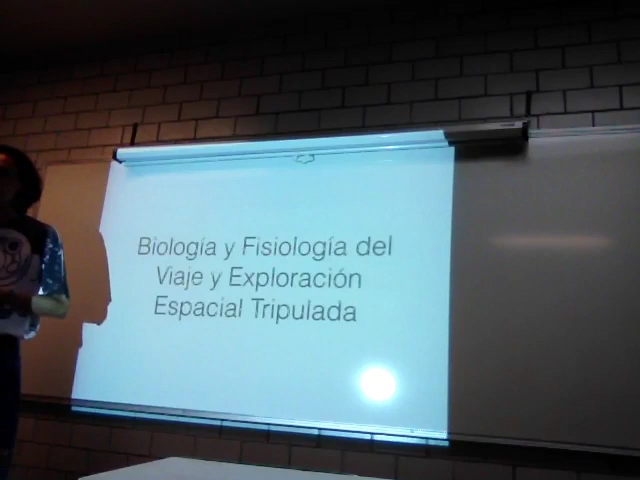 Biología y Fisiología del
Viaje y Exploración
Espacial Tripulada